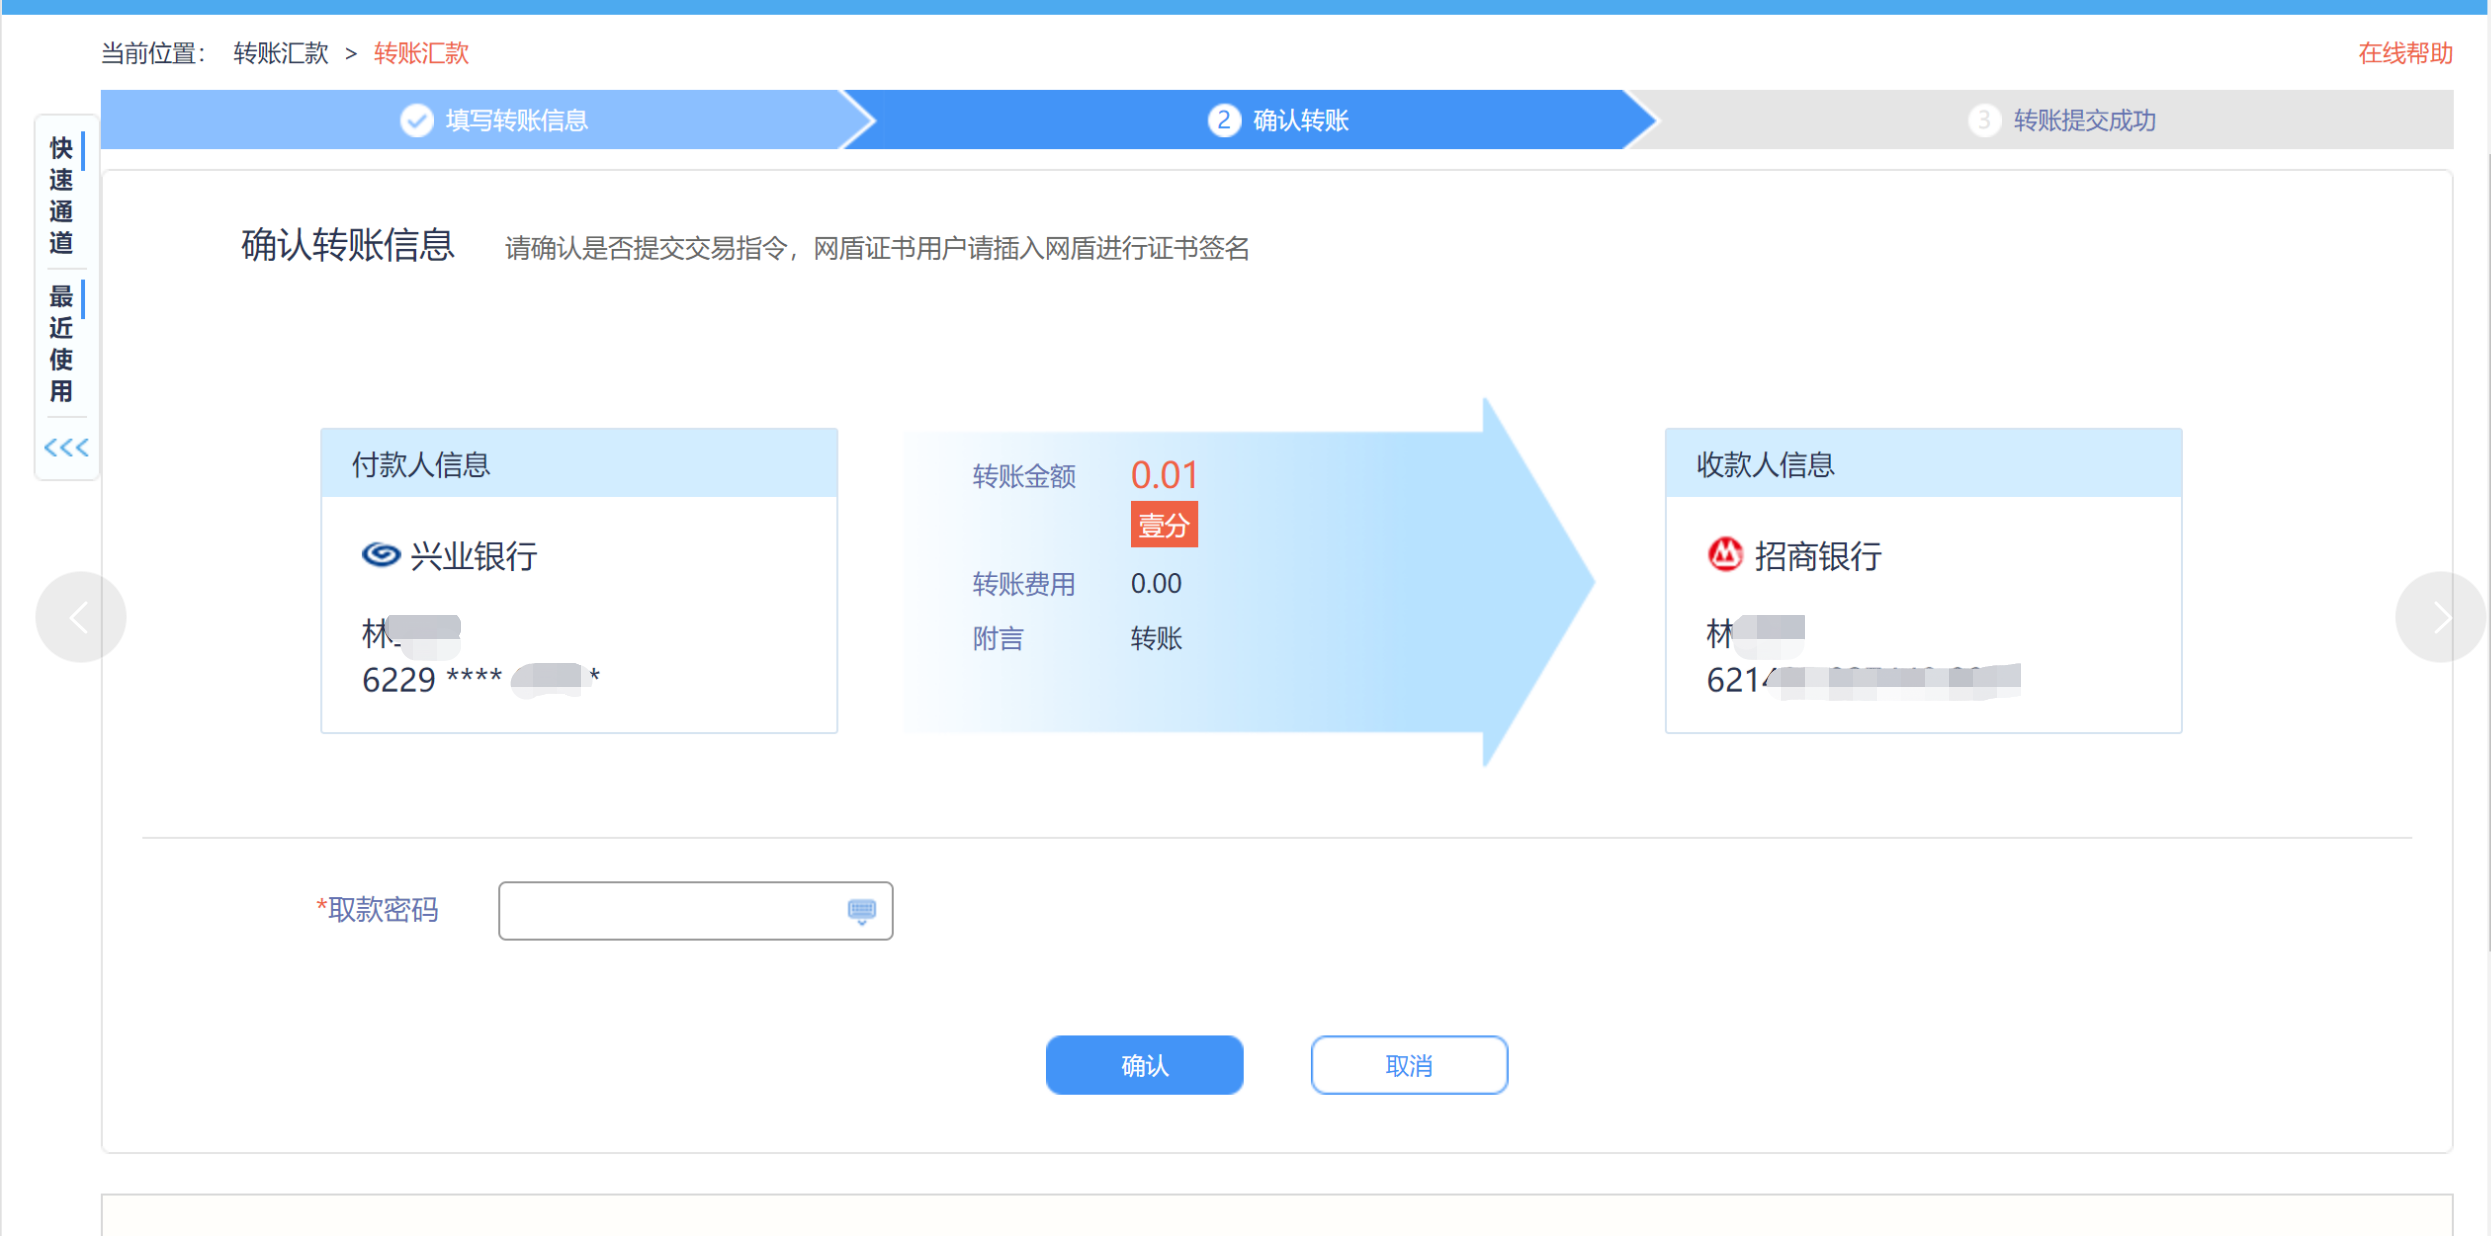 当前位置： 转账汇款 > 转账汇款
在线帮助
填写转账信息
2 确认转账
3 转账提交成功
快速通道
最近使用
确认转账信息 请确认是否提交交易指令，网盾证书用户请插入网盾进行证书签名
付款人信息
兴业银行
林
6229 **** *
转账金额 0.01
壹分
转账费用 0.00
附言 转账
收款人信息
招商银行
林
621
*取款密码
确认
取消